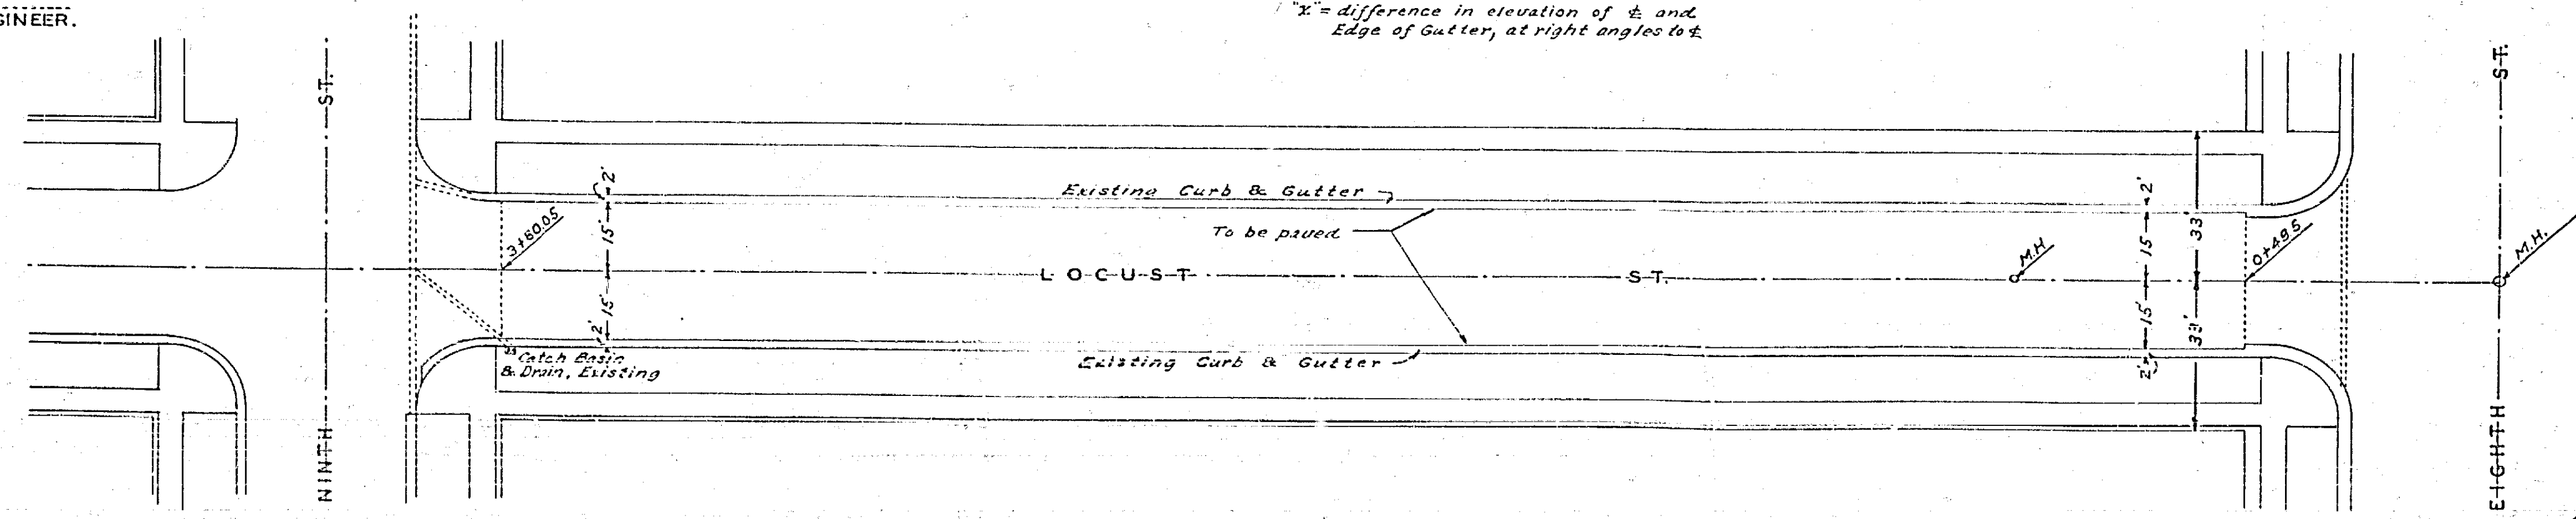 GINEER.
"X" = difference in elevation of ℄ and
Edge of Gutter, at right angles to ℄
ST.
ST.
2'
Existing Curb & Gutter
2'
15'
3+60.05
To be paved
15
33'
M.H
0+49.5
M.H.
LOCUST ST.
15'
2'
15'
33'
2'
Catch Basin
& Drain, Existing
Existing Curb & Gutter
NINTH
EIGHTH